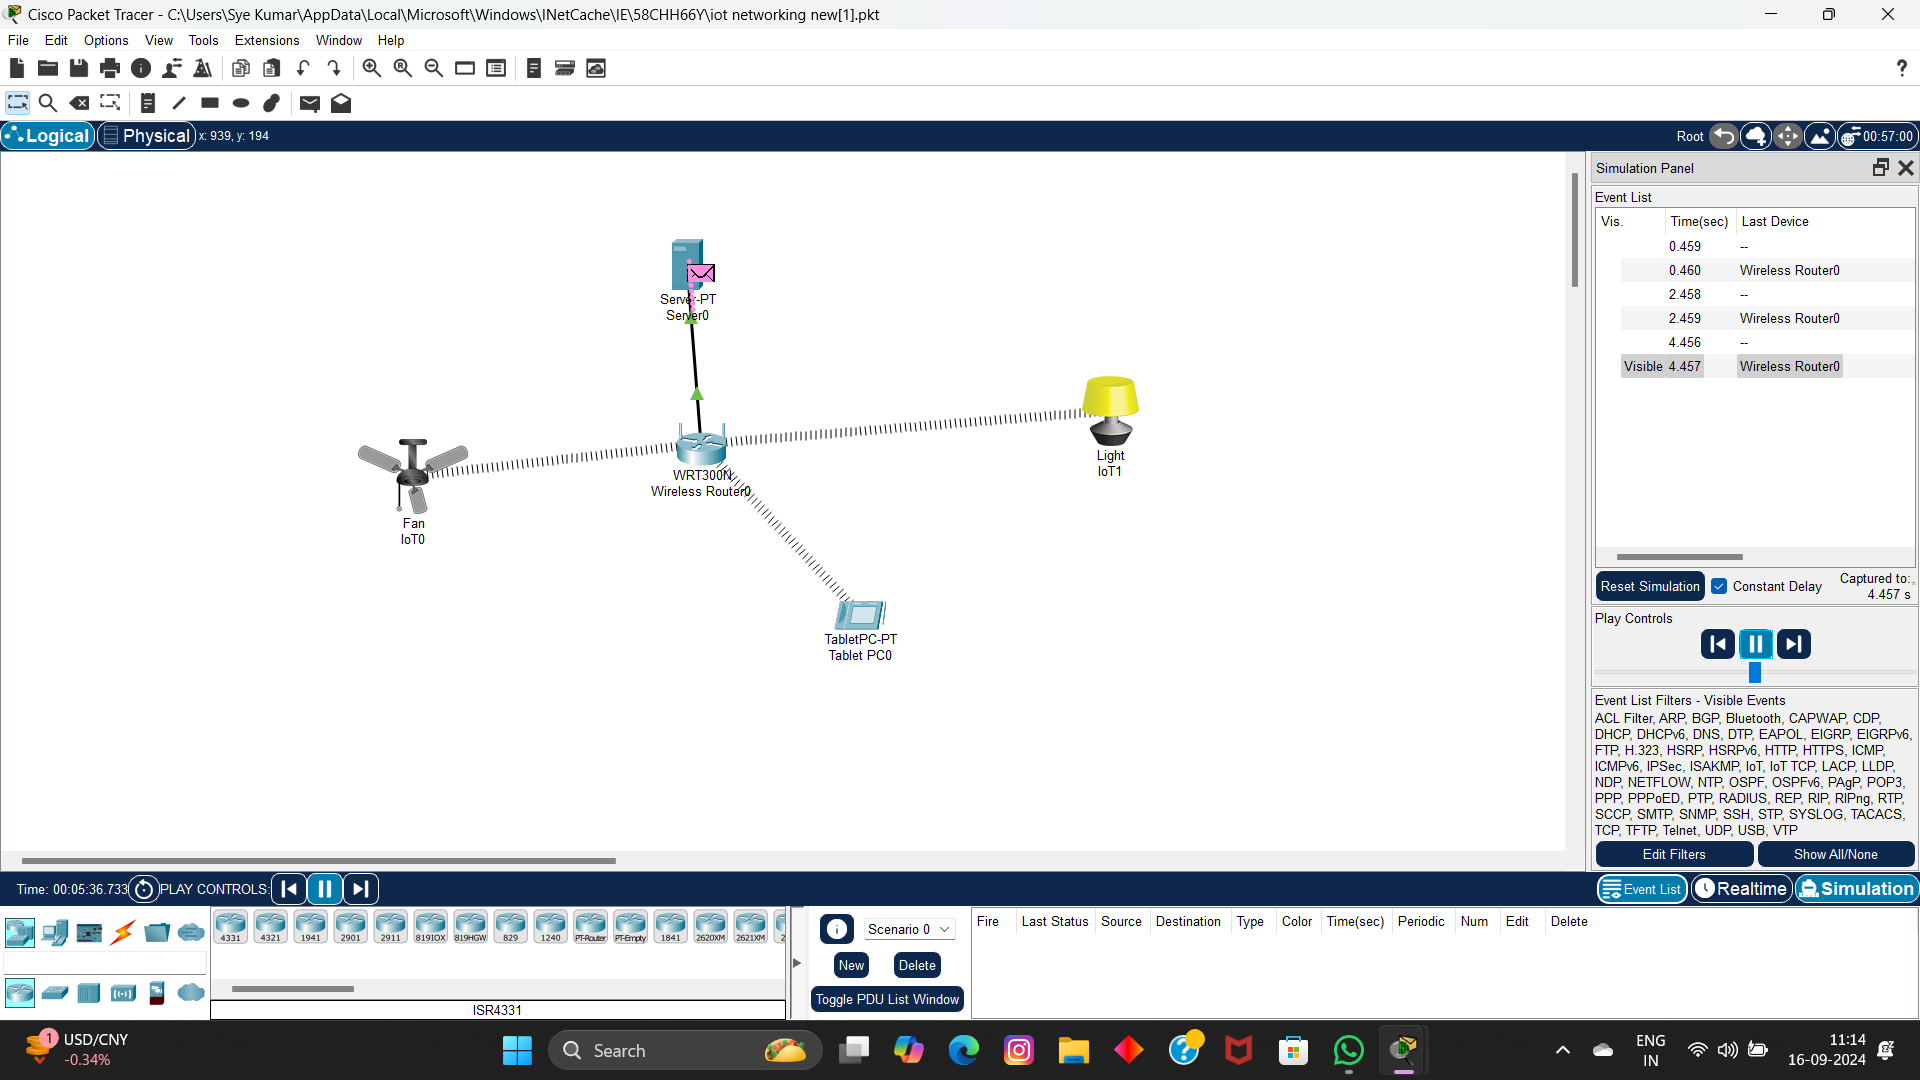 Cisco Packet Tracer - C:\Users\Sye Kumar\AppData\Local\Microsoft\Windows\INetCache\IE\58CHH66Y\iot networking new[1].pkt
File Edit Options View Tools Extensions Window Help
Logical Physical x: 939, y: 194
Root 00:57:00
Simulation Panel
Event List
Vis. Time(sec) Last Device
0.459 --
0.460 Wireless Router0
2.458 --
2.459 Wireless Router0
4.456 --
Visible 4.457 Wireless Router0
Server-PT
Server0
WRT300N
Wireless Router0
Light
IoT1
Fan
IoT0
TabletPC-PT
Tablet PC0
Reset Simulation Constant Delay Captured to:
4.457 s
Play Controls
Event List Filters - Visible Events
ACL Filter, ARP, BGP, Bluetooth, CAPWAP, CDP,
DHCP, DHCPv6, DNS, DTP, EAPOL, EIGRP, EIGRPv6,
FTP, H.323, HSRP, HSRPv6, HTTP, HTTPS, ICMP,
ICMPv6, IPSec, ISAKMP, IoT, IoT TCP, LACP, LLDP,
NDP, NETFLOW, NTP, OSPF, OSPFv6, PAgP, POP3,
PPP, PPPoED, PTP, RADIUS, REP, RIP, RIPng, RTP,
SCCP, SMTP, SNMP, SSH, STP, SYSLOG, TACACS,
TCP, TFTP, Telnet, UDP, USB, VTP
Edit Filters Show All/None
Time: 00:05:36.733 PLAY CONTROLS:
Event List Realtime Simulation
4331 4321 1941 2901 2911 819IOX 819HGW 829 1240 PT-Router PT-Empty 1841 2620XM 2621XM 2
ISR4331
Scenario 0
New Delete
Toggle PDU List Window
Fire Last Status Source Destination Type Color Time(sec) Periodic Num Edit Delete
1 USD/CNY
-0.34%
Search
ENG
IN
11:14
16-09-2024